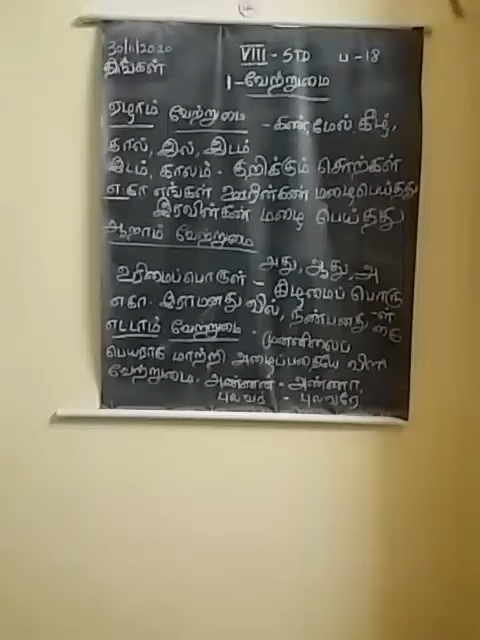 30/11/2020 VIII - STD ப - 18
திங்கள்
1 - வேற்றுமை
ஏழாம் வேற்றுமை - கண், மேல், கீழ்,
கால், இல், இடம்
இடம், காலம் - குறிக்கும் சொற்கள்
எ.கா எங்கள் ஊரின்கண் மழைபெய்தது
இரவின்கண் மழை பெய்தது
ஆறாம் வேற்றுமை
அது, ஆது, அ
உரிமைப்பொருள் - கிழமைப் பொருள்
எ.கா. இராமனது வில், நண்பனது கை
எட்டாம் வேற்றுமை - முன்னிலைப்
பெயராக மாற்றி அழைப்பதையே விளி
வேற்றுமை. அண்ணன் - அண்ணா,
புலவர் - புலவரே